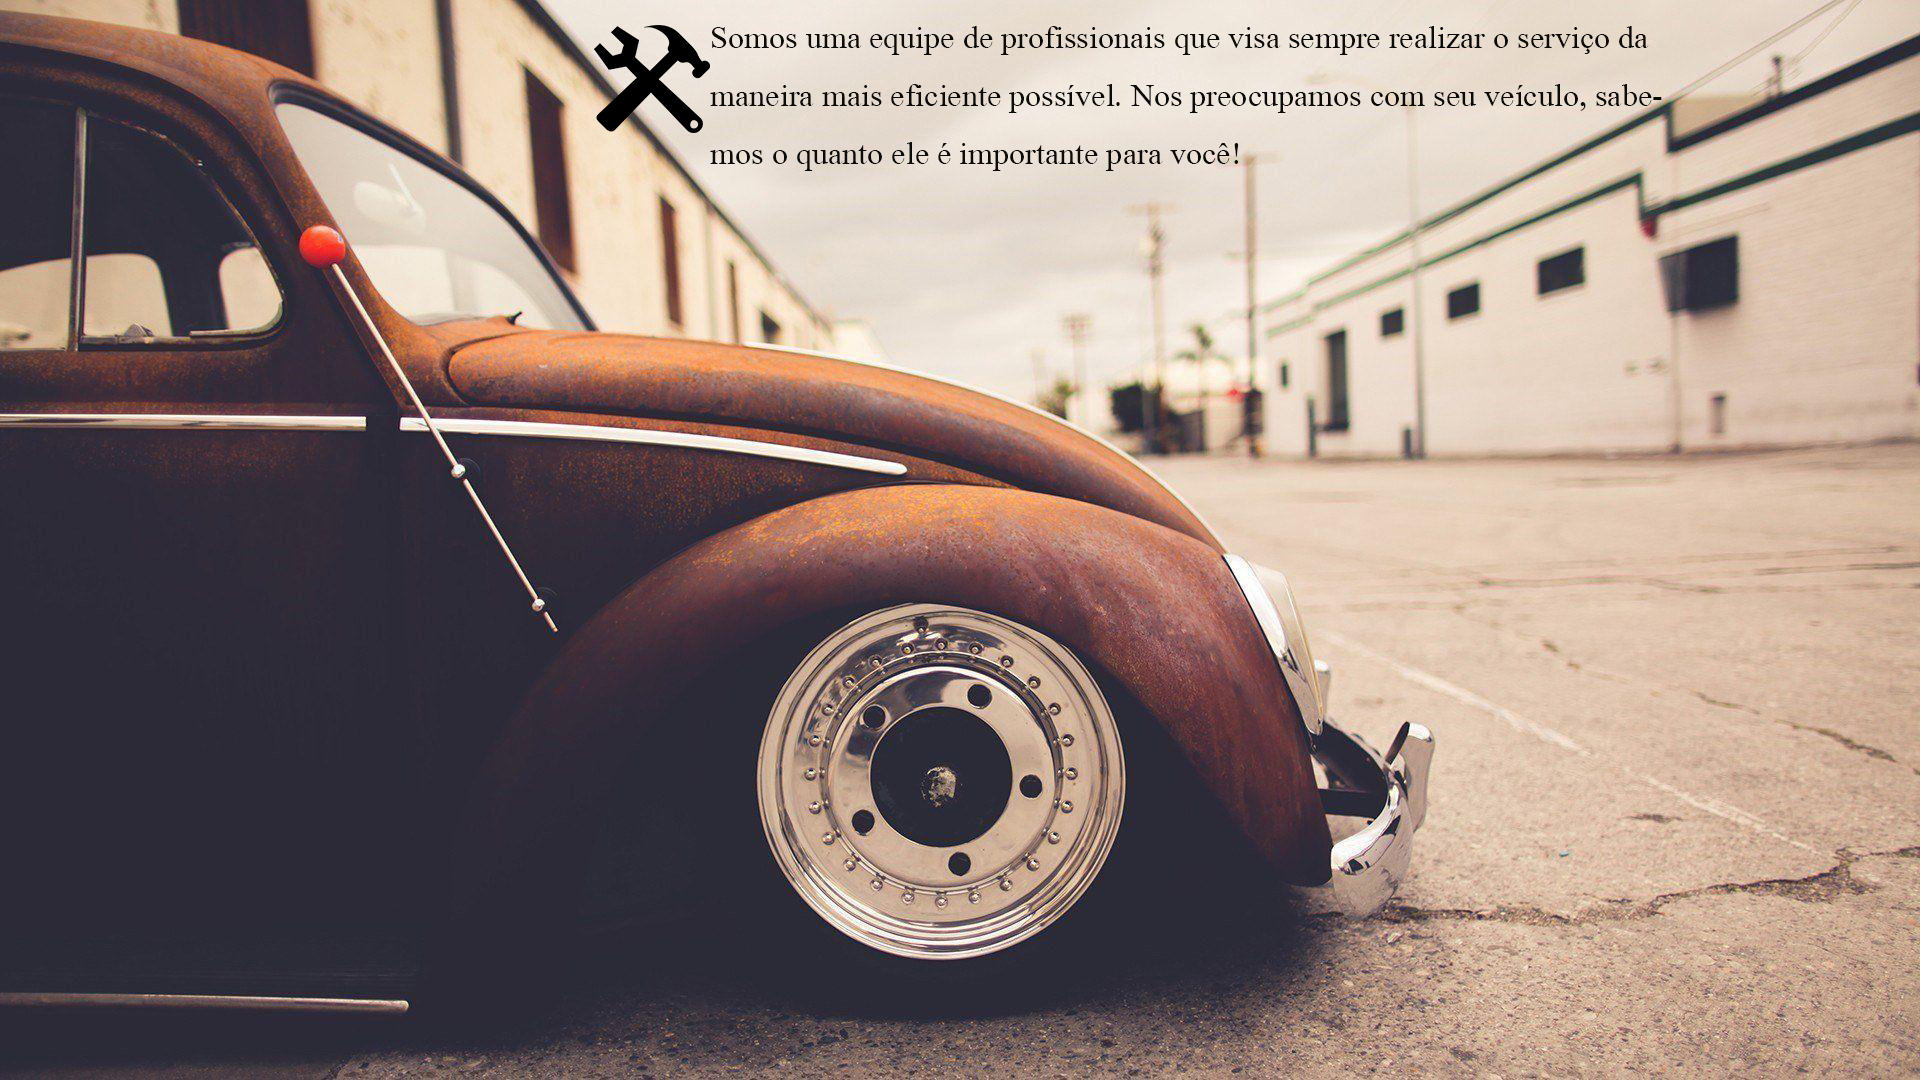 Somos uma equipe de profissionais que visa sempre realizar o serviço da
maneira mais eficiente possível. Nos preocupamos com seu veículo, sabe-
mos o quanto ele é importante para você!